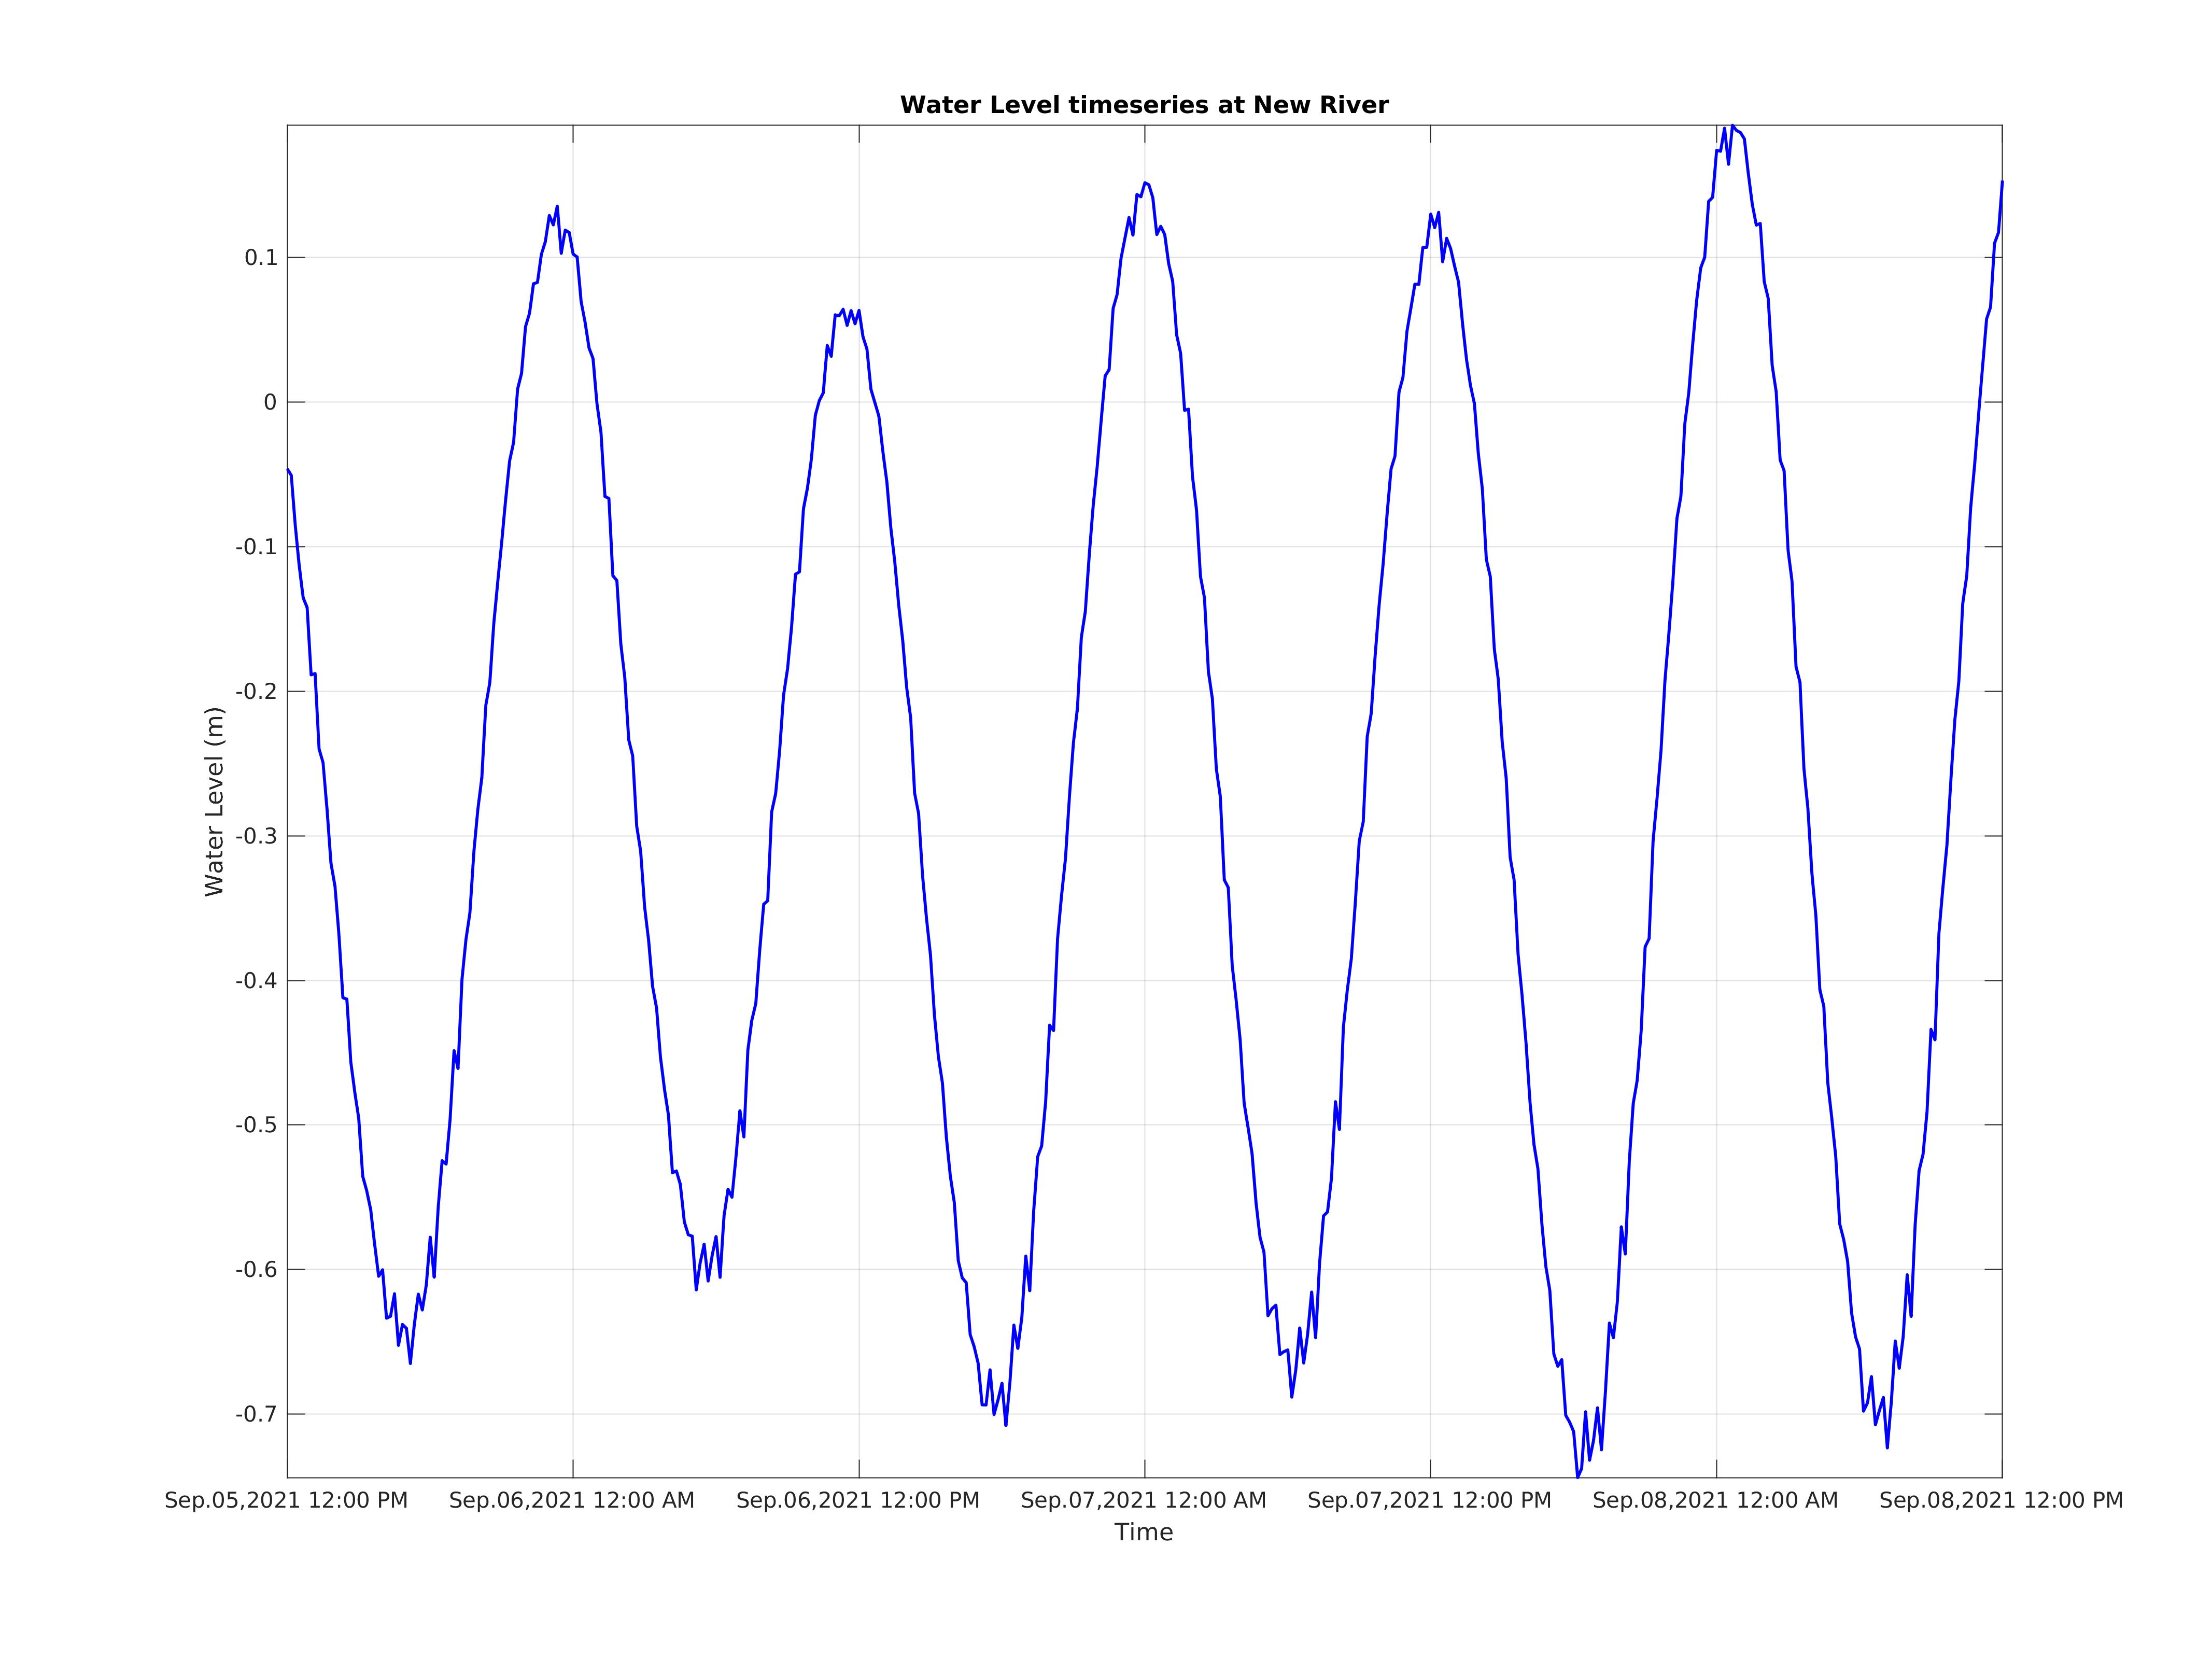 Water Level timeseries at New River
0.1
0
-0.1
-0.2
-0.3
-0.4
-0.5
-0.6
-0.7
Water Level (m)
Sep.05,2021 12:00 PM Sep.06,2021 12:00 AM Sep.06,2021 12:00 PM Sep.07,2021 12:00 AM Sep.07,2021 12:00 PM Sep.08,2021 12:00 AM Sep.08,2021 12:00 PM
Time